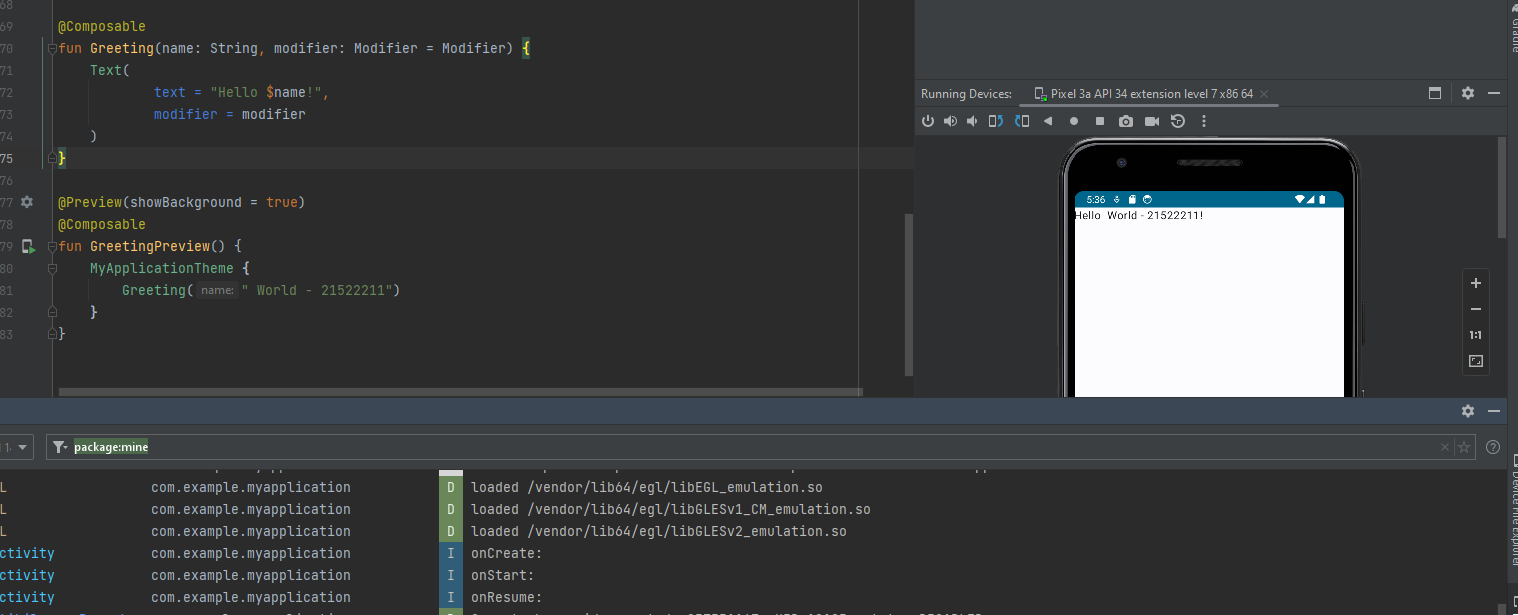 68
69 @Composable
70 fun Greeting(name: String, modifier: Modifier = Modifier) {
71 Text(
72 text = "Hello $name!",
73 modifier = modifier
74 )
75 }
76
77 @Preview(showBackground = true)
78 @Composable
79 fun GreetingPreview() {
80 MyApplicationTheme {
81 Greeting( name: " World - 21522211")
82 }
83 }
Gradle
Running Devices: Pixel 3a API 34 extension level 7 x86 64
5:36
Hello  World - 21522211!
1:1
package:mine
L com.example.myapplication D loaded /vendor/lib64/egl/libEGL_emulation.so
L com.example.myapplication D loaded /vendor/lib64/egl/libGLESv1_CM_emulation.so
L com.example.myapplication D loaded /vendor/lib64/egl/libGLESv2_emulation.so
ctivity com.example.myapplication I onCreate:
ctivity com.example.myapplication I onStart:
ctivity com.example.myapplication I onResume:
Device File Explorer